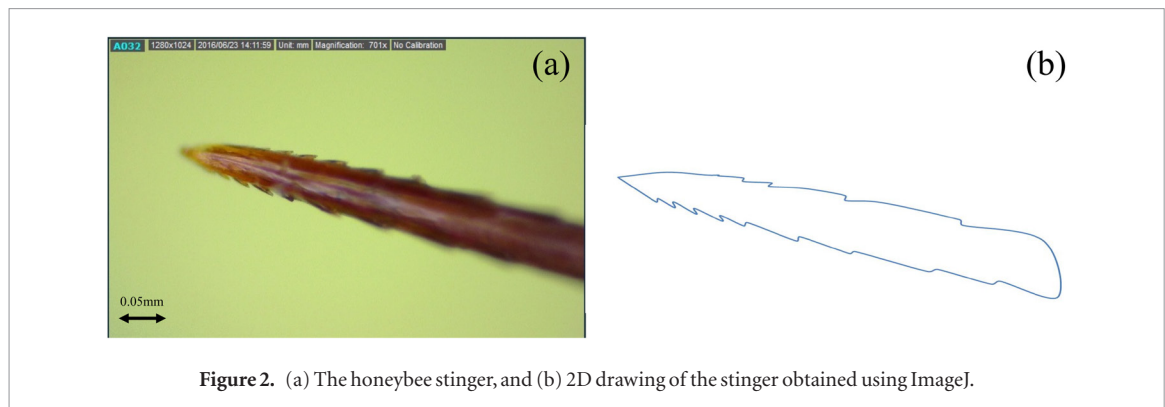 A032 1280x1024 2016/06/23 14:11:59 Unit: mm Magnification: 701x No Calibration
(a)
(b)
0.05mm
Figure 2. (a) The honeybee stinger, and (b) 2D drawing of the stinger obtained using ImageJ.